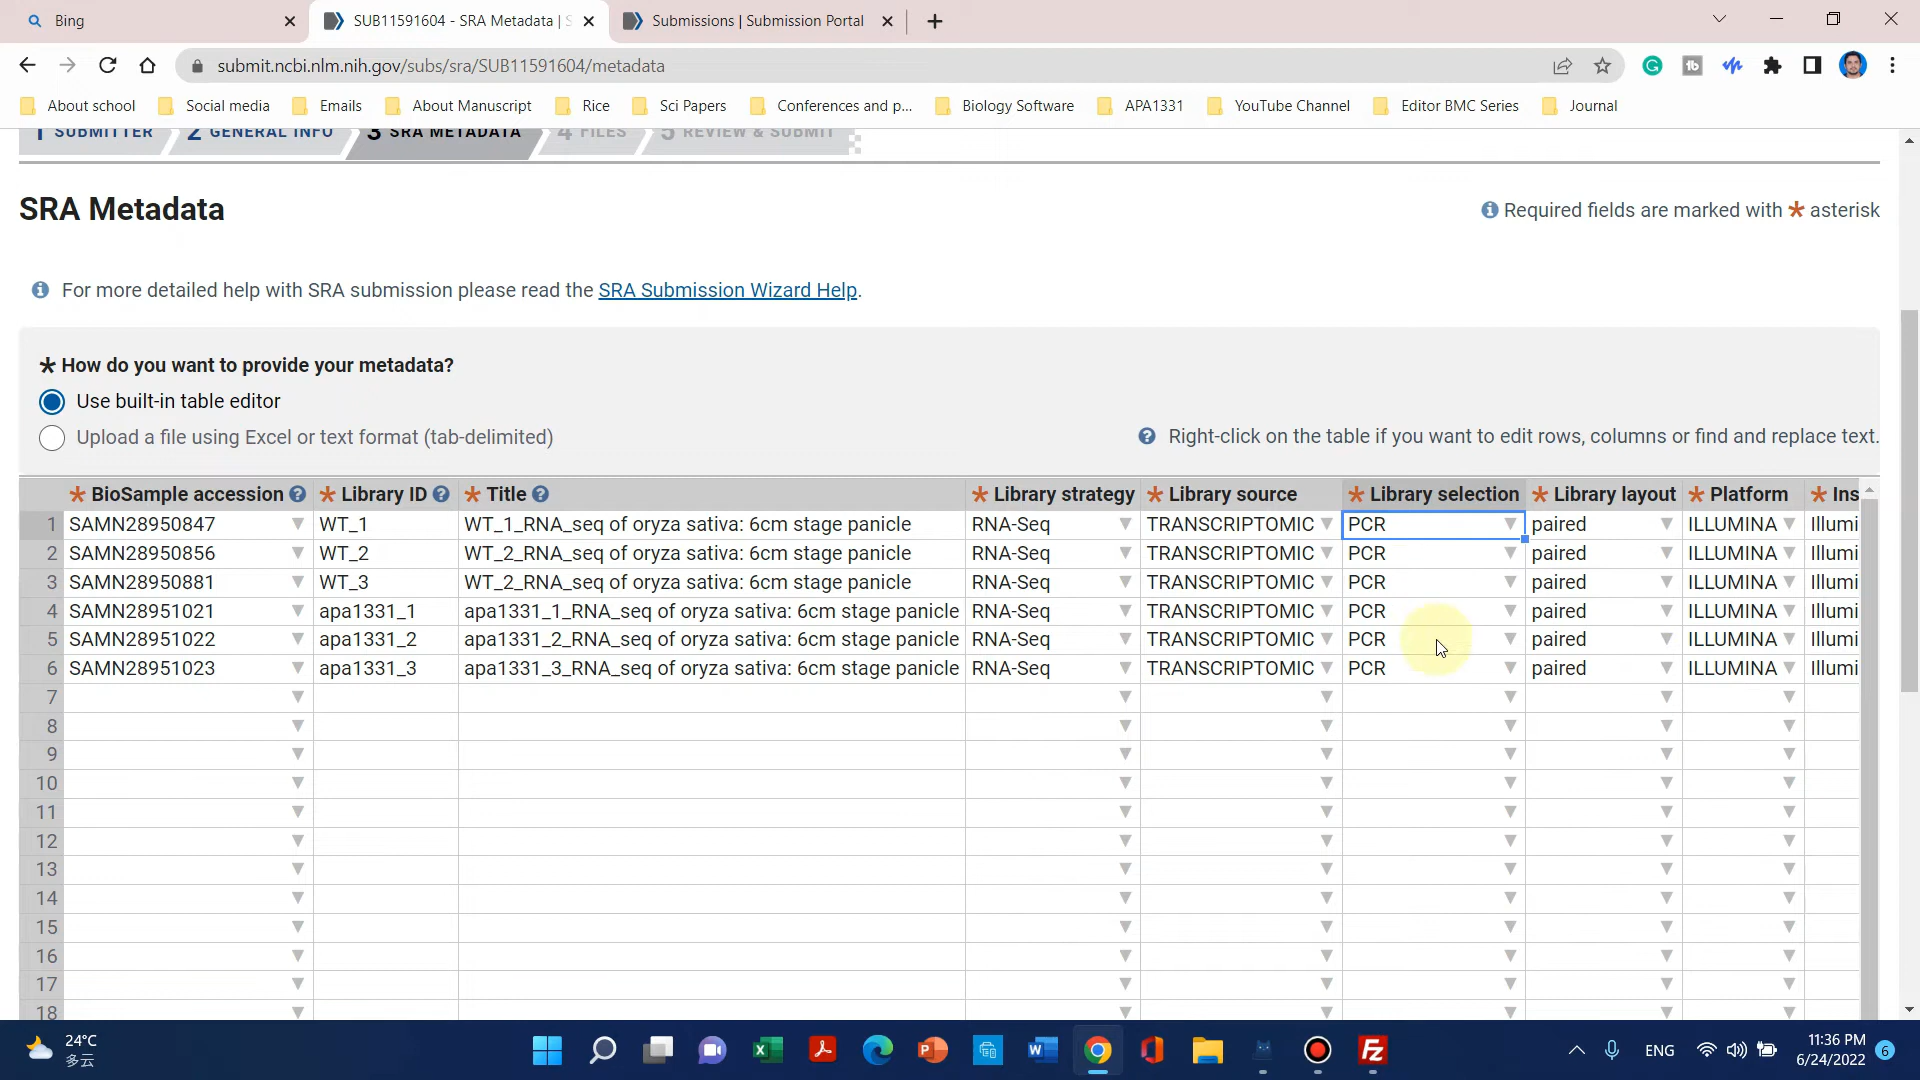 Bing
SUB11591604 - SRA Metadata | S
Submissions | Submission Portal
submit.ncbi.nlm.nih.gov/subs/sra/SUB11591604/metadata
About school Social media Emails About Manuscript Rice Sci Papers Conferences and p... Biology Software APA1331 YouTube Channel Editor BMC Series Journal
1 SUBMITTER 2 GENERAL INFO 3 SRA METADATA 4 FILES 5 REVIEW & SUBMIT
SRA Metadata
Required fields are marked with * asterisk
For more detailed help with SRA submission please read the SRA Submission Wizard Help.
* How do you want to provide your metadata?
Use built-in table editor
Upload a file using Excel or text format (tab-delimited)
Right-click on the table if you want to edit rows, columns or find and replace text.
* BioSample accession * Library ID * Title * Library strategy * Library source * Library selection * Library layout * Platform * Ins
1 SAMN28950847 WT_1 WT_1_RNA_seq of oryza sativa: 6cm stage panicle RNA-Seq TRANSCRIPTOMIC PCR paired ILLUMINA Illumi
2 SAMN28950856 WT_2 WT_2_RNA_seq of oryza sativa: 6cm stage panicle RNA-Seq TRANSCRIPTOMIC PCR paired ILLUMINA Illumi
3 SAMN28950881 WT_3 WT_2_RNA_seq of oryza sativa: 6cm stage panicle RNA-Seq TRANSCRIPTOMIC PCR paired ILLUMINA Illumi
4 SAMN28951021 apa1331_1 apa1331_1_RNA_seq of oryza sativa: 6cm stage panicle RNA-Seq TRANSCRIPTOMIC PCR paired ILLUMINA Illumi
5 SAMN28951022 apa1331_2 apa1331_2_RNA_seq of oryza sativa: 6cm stage panicle RNA-Seq TRANSCRIPTOMIC PCR paired ILLUMINA Illumi
6 SAMN28951023 apa1331_3 apa1331_3_RNA_seq of oryza sativa: 6cm stage panicle RNA-Seq TRANSCRIPTOMIC PCR paired ILLUMINA Illumi
7
8
9
10
11
12
13
14
15
16
17
18
24°C
多云
ENG
11:36 PM
6/24/2022
6